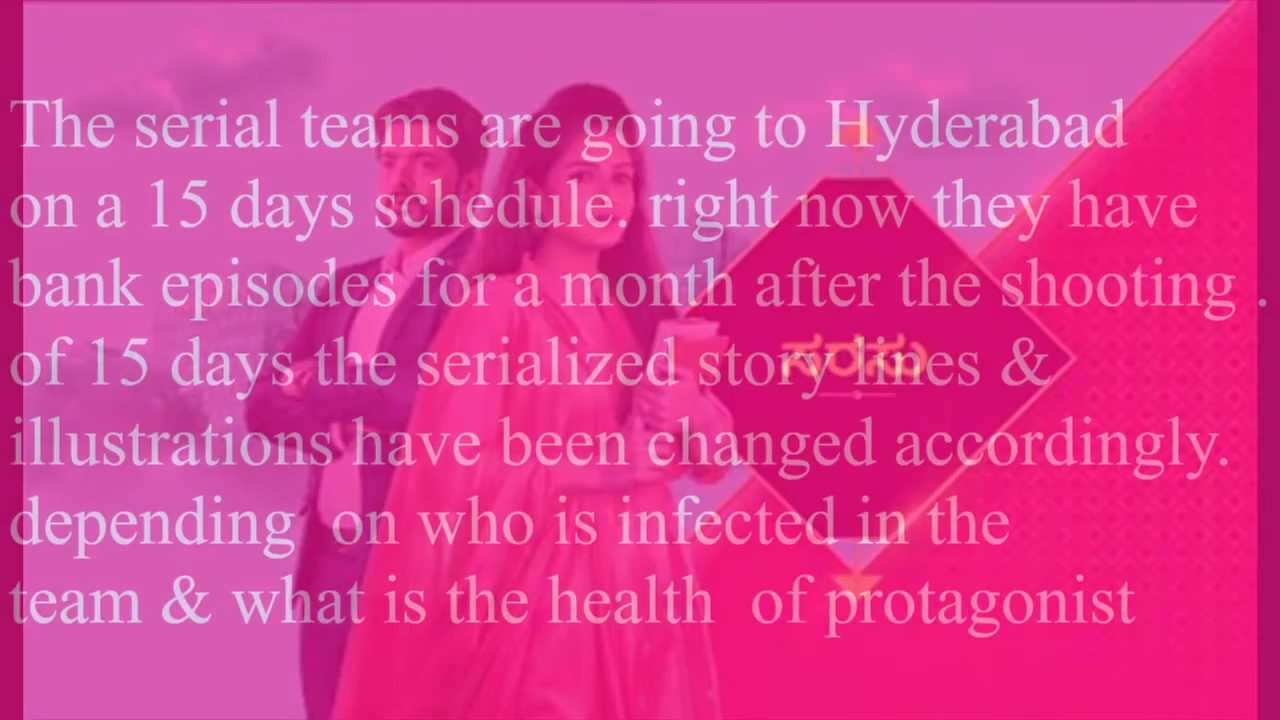 The serial teams are going to Hyderabad
on a 15 days schedule. right now they have
bank episodes for a month after the shooting .
of 15 days the serialized story lines &
ಸರಸು
illustrations have been changed accordingly.
depending on who is infected in the
team & what is the health of protagonist